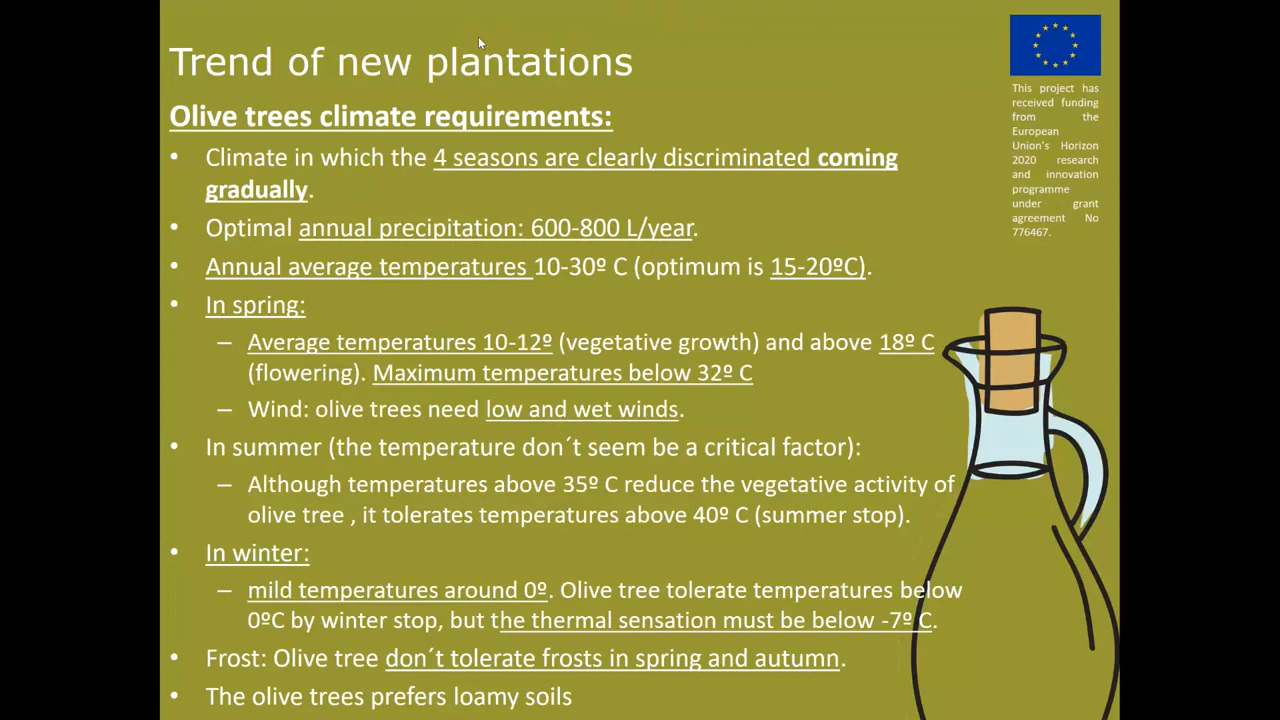 Trend of new plantations
Olive trees climate requirements:
• Climate in which the 4 seasons are clearly discriminated coming
gradually.
• Optimal annual precipitation: 600-800 L/year.
• Annual average temperatures 10-30º C (optimum is 15-20ºC).
• In spring:
– Average temperatures 10-12º (vegetative growth) and above 18º C
(flowering). Maximum temperatures below 32º C
– Wind: olive trees need low and wet winds.
• In summer (the temperature don´t seem be a critical factor):
– Although temperatures above 35º C reduce the vegetative activity of
olive tree , it tolerates temperatures above 40º C (summer stop).
• In winter:
– mild temperatures around 0º. Olive tree tolerate temperatures below
0ºC by winter stop, but the thermal sensation must be below -7º C.
• Frost: Olive tree don´t tolerate frosts in spring and autumn.
• The olive trees prefers loamy soils
This project has
received funding
from the
European
Union’s Horizon
2020 research
and innovation
programme
under grant
agreement No
776467.